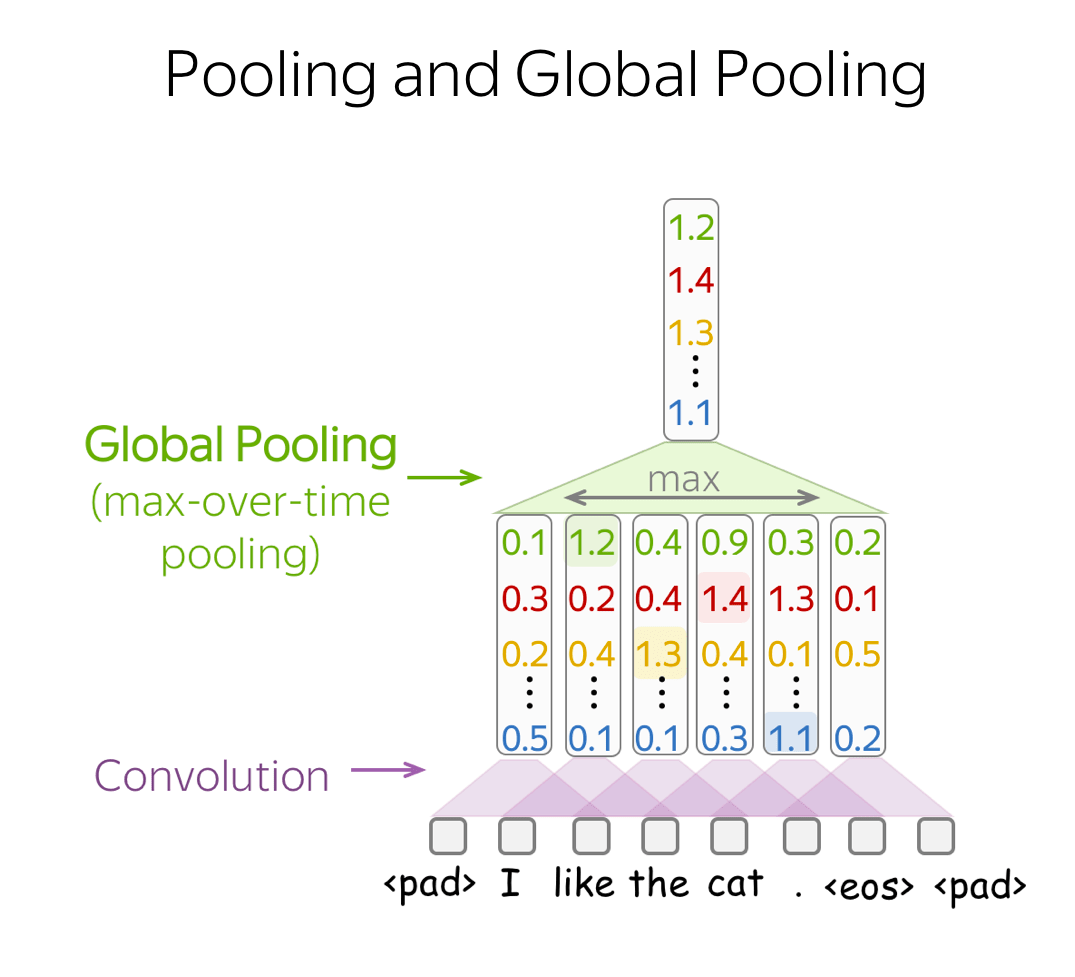 Pooling and Global Pooling
1.2
1.4
1.3
⋮
1.1
Global Pooling
(max-over-time
pooling)
max
0.1 1.2 0.4 0.9 0.3 0.2
0.3 0.2 0.4 1.4 1.3 0.1
0.2 0.4 1.3 0.4 0.1 0.5
⋮ ⋮ ⋮ ⋮ ⋮
0.5 0.1 0.1 0.3 1.1 0.2
Convolution
<pad> I like the cat . <eos> <pad>